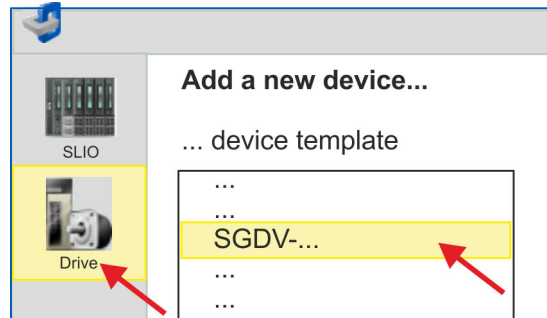 Add a new device...
SLIO
... device template
...
...
SGDV-...
Drive
...
...